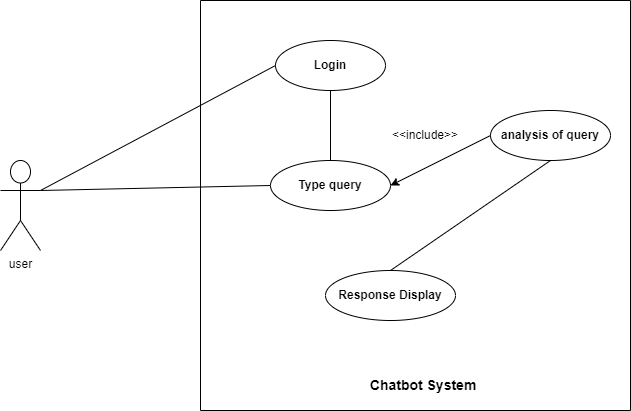 Login
<<include>>
analysis of query
Type query
user
Response Display
Chatbot System